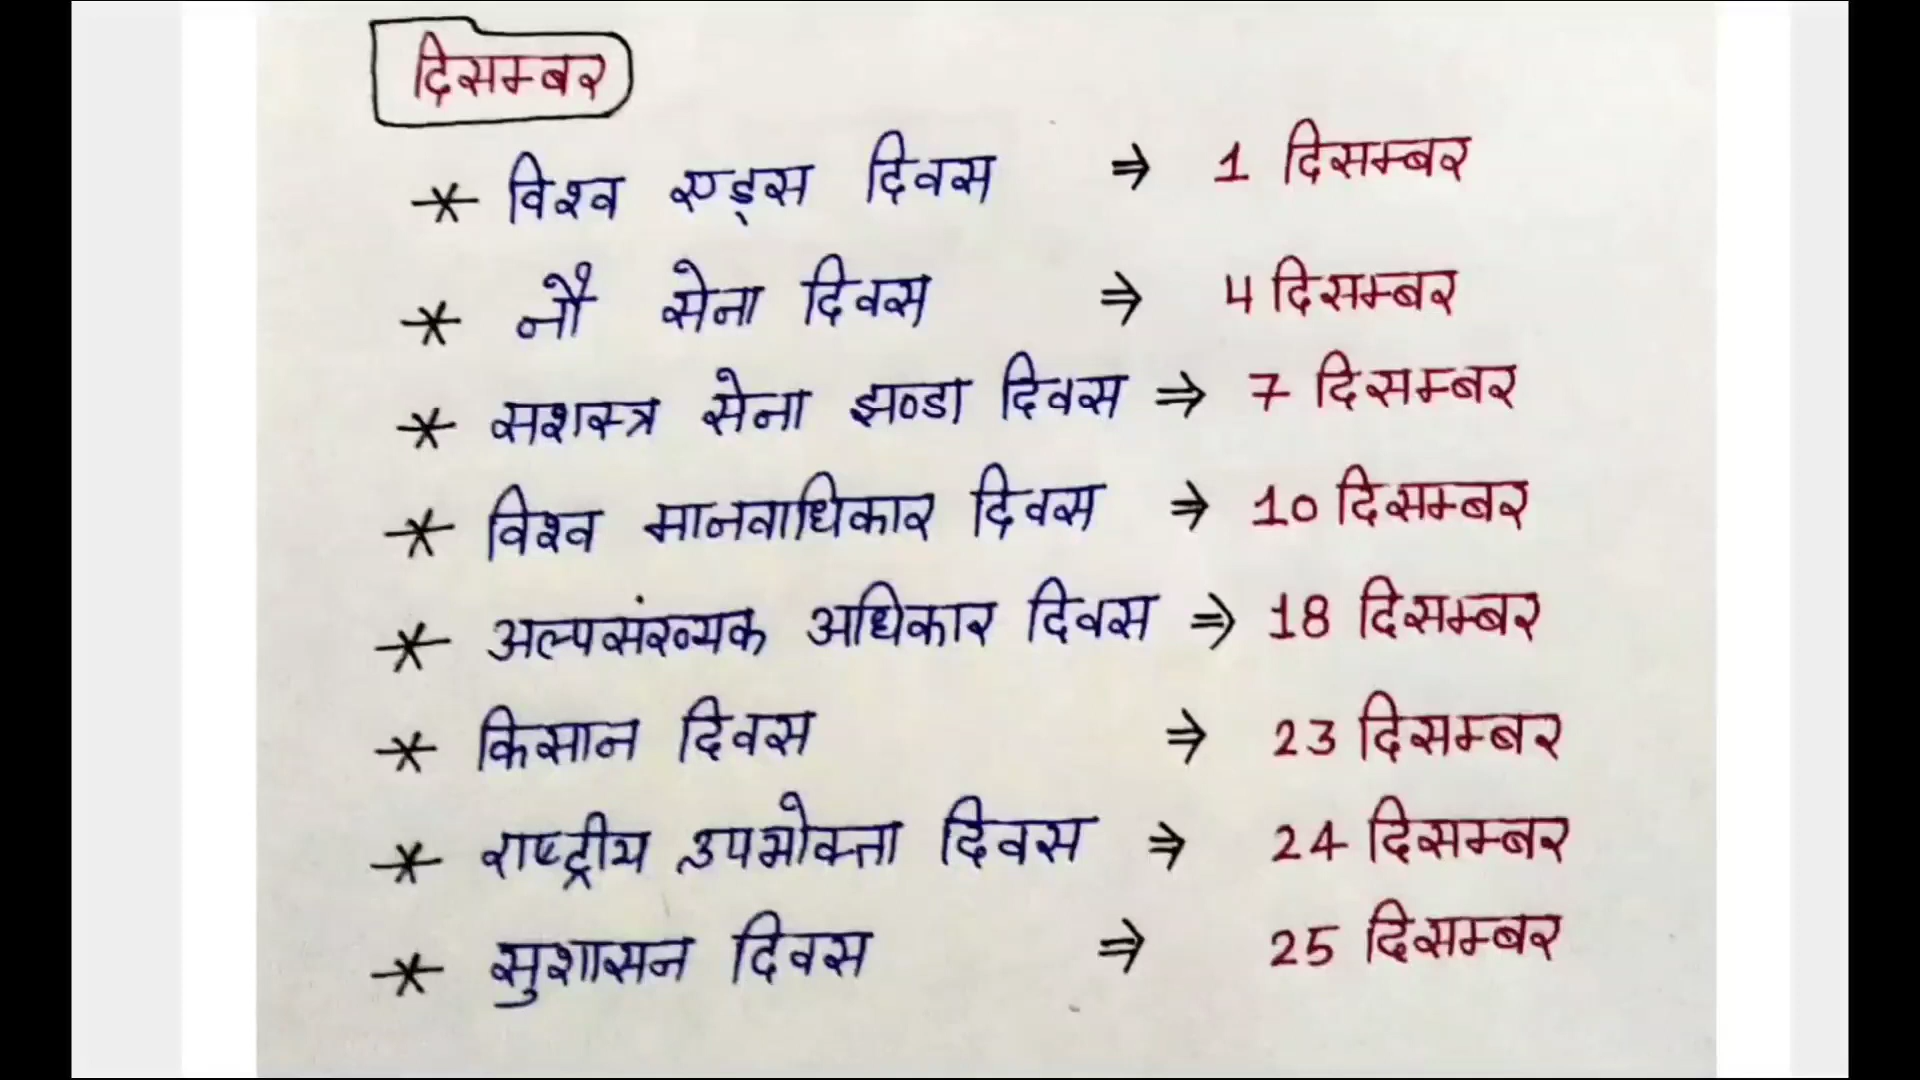 दिसम्बर
* विश्व एड्स दिवस ⇒ 1 दिसम्बर
* नौ सेना दिवस ⇒ 4 दिसम्बर
* सशस्त्र सेना झण्डा दिवस ⇒ 7 दिसम्बर
* विश्व मानवाधिकार दिवस ⇒ 10 दिसम्बर
* अल्पसंख्यक अधिकार दिवस ⇒ 18 दिसम्बर
* किसान दिवस ⇒ 23 दिसम्बर
* राष्ट्रीय उपभोक्ता दिवस ⇒ 24 दिसम्बर
* सुशासन दिवस ⇒ 25 दिसम्बर